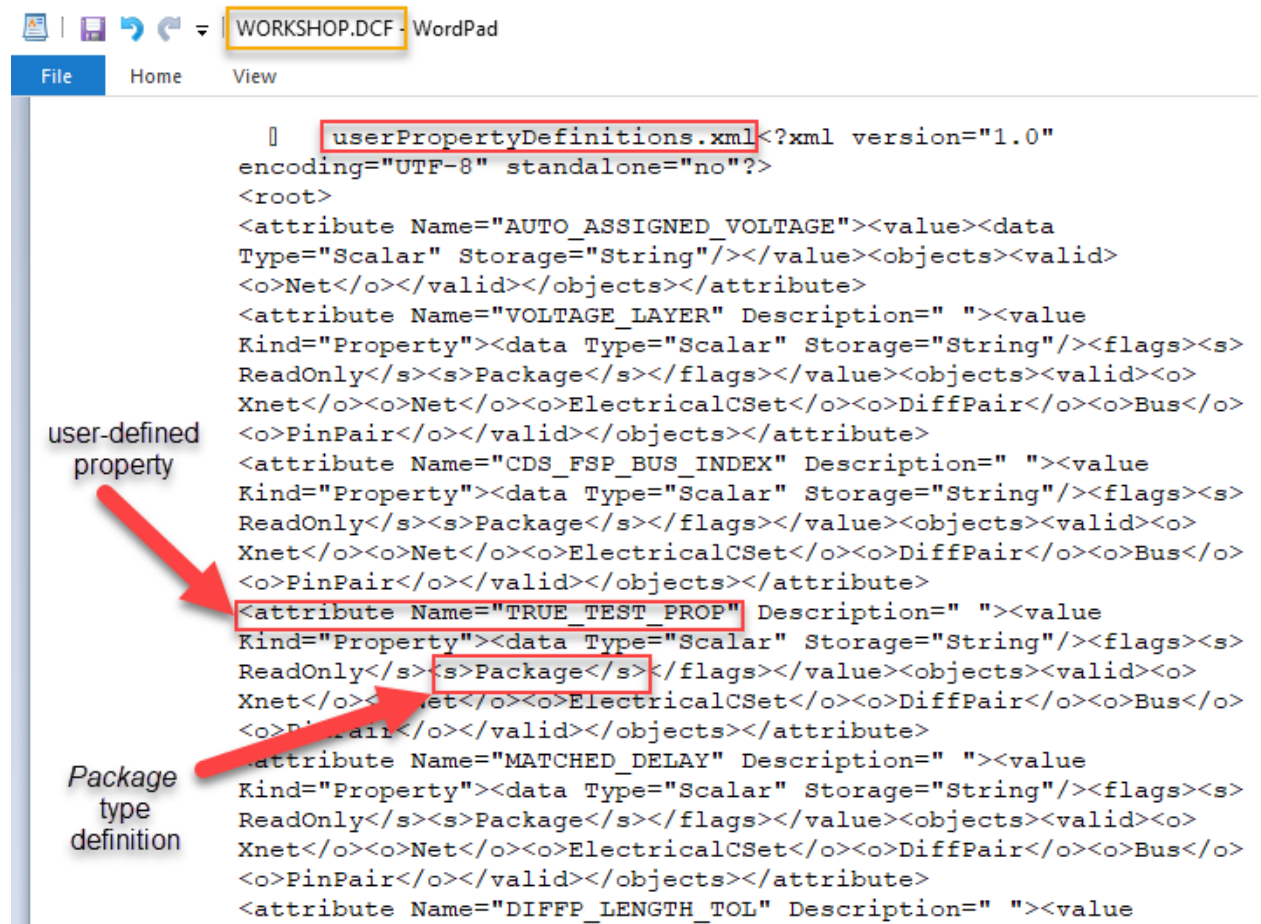 WORKSHOP.DCF - WordPad
File Home View
userPropertyDefinitions.xml<?xml version="1.0"
encoding="UTF-8" standalone="no"?>
<root>
<attribute Name="AUTO_ASSIGNED_VOLTAGE"><value><data
Type="Scalar" Storage="String"/></value><objects><valid>
<o>Net</o></valid></objects></attribute>
<attribute Name="VOLTAGE_LAYER" Description=" "><value
Kind="Property"><data Type="Scalar" Storage="String"/><flags><s>
ReadOnly</s><s>Package</s></flags></value><objects><valid><o>
Xnet</o><o>Net</o><o>ElectricalCSet</o><o>DiffPair</o><o>Bus</o>
<o>PinPair</o></valid></objects></attribute>
<attribute Name="CDS_FSP_BUS_INDEX" Description=" "><value
Kind="Property"><data Type="Scalar" Storage="String"/><flags><s>
ReadOnly</s><s>Package</s></flags></value><objects><valid><o>
Xnet</o><o>Net</o><o>ElectricalCSet</o><o>DiffPair</o><o>Bus</o>
<o>PinPair</o></valid></objects></attribute>
<attribute Name="TRUE_TEST_PROP" Description=" "><value
Kind="Property"><data Type="Scalar" Storage="String"/><flags><s>
ReadOnly</s><s>Package</s></flags></value><objects><valid><o>
Xnet</o><et</o><o>ElectricalCSet</o><o>DiffPair</o><o>Bus</o>
<o>PinPair</o></valid></objects></attribute>
attribute Name="MATCHED_DELAY" Description=" "><value
Kind="Property"><data Type="Scalar" Storage="String"/><flags><s>
ReadOnly</s><s>Package</s></flags></value><objects><valid><o>
Xnet</o><o>Net</o><o>ElectricalCSet</o><o>DiffPair</o><o>Bus</o>
<o>PinPair</o></valid></objects></attribute>
<attribute Name="DIFFP_LENGTH_TOL" Description=" "><value
user-defined
property
Package
type
definition